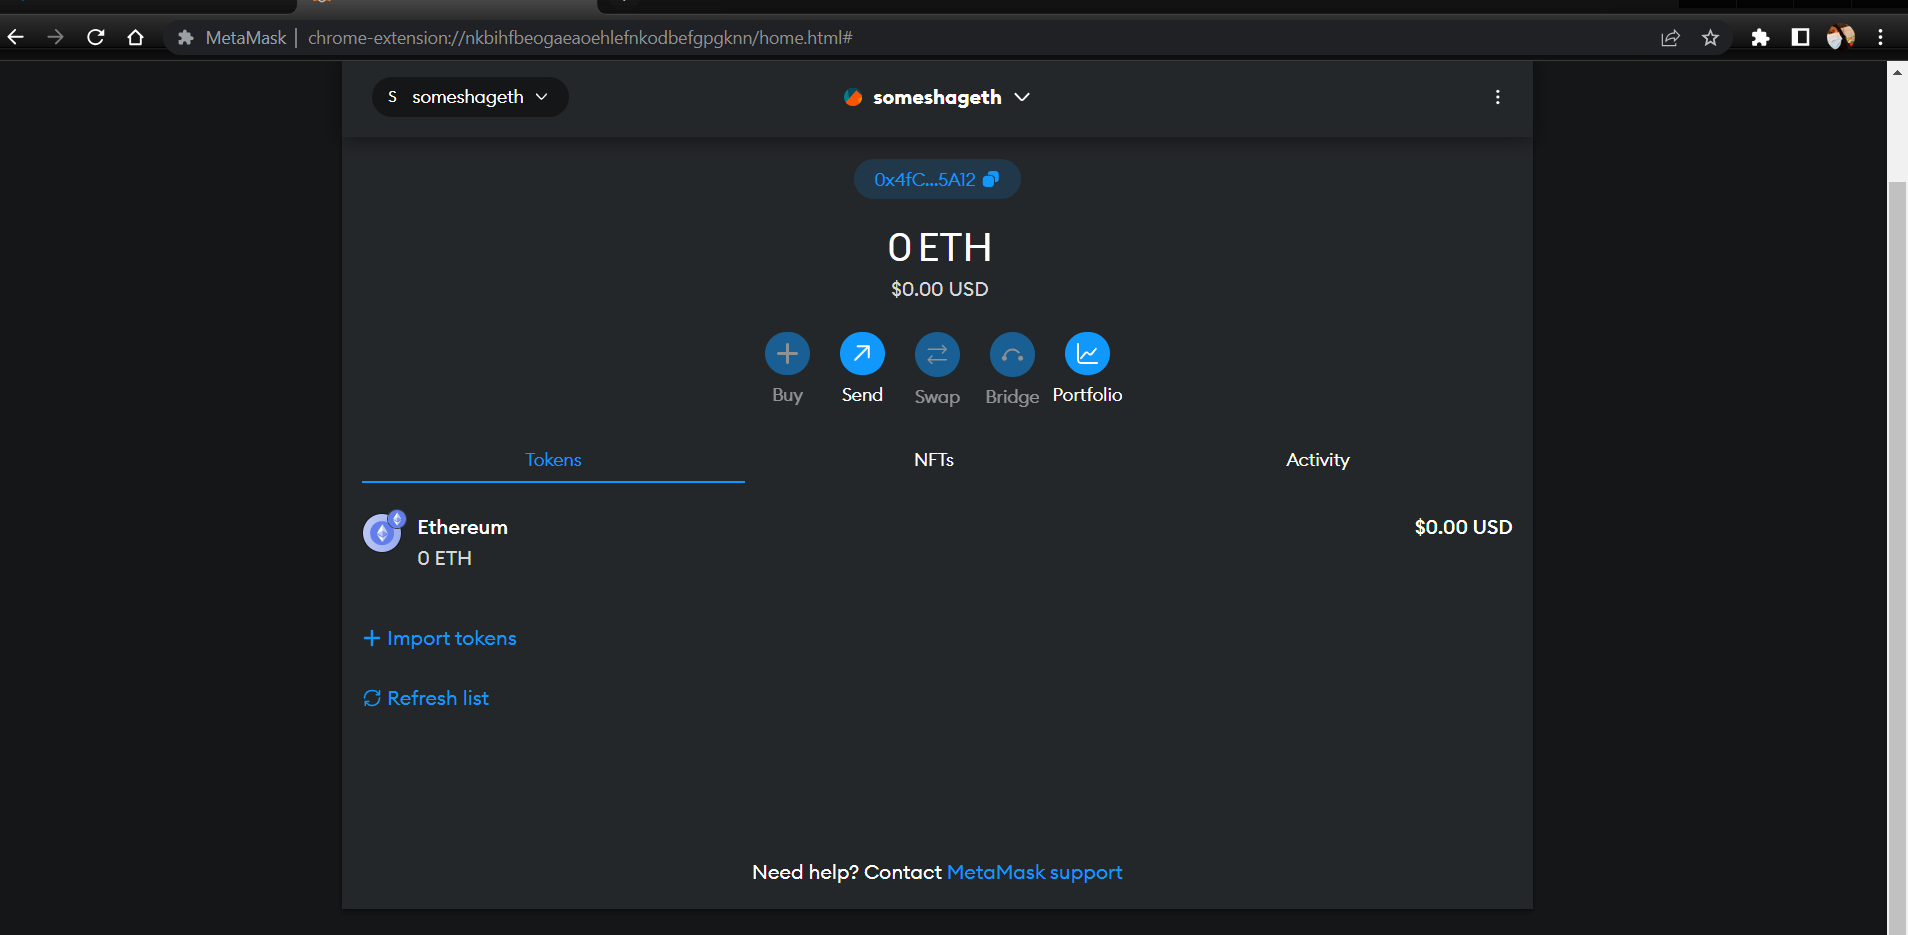 MetaMask | chrome-extension://nkbihfbeogaeaoehlefnkodbefgpgknn/home.html#
S someshageth
someshageth
0x4fC...5A12
0 ETH
$0.00 USD
Buy
Send
Swap
Bridge
Portfolio
Tokens
NFTs
Activity
Ethereum
$0.00 USD
0 ETH
+ Import tokens
Refresh list
Need help? Contact MetaMask support